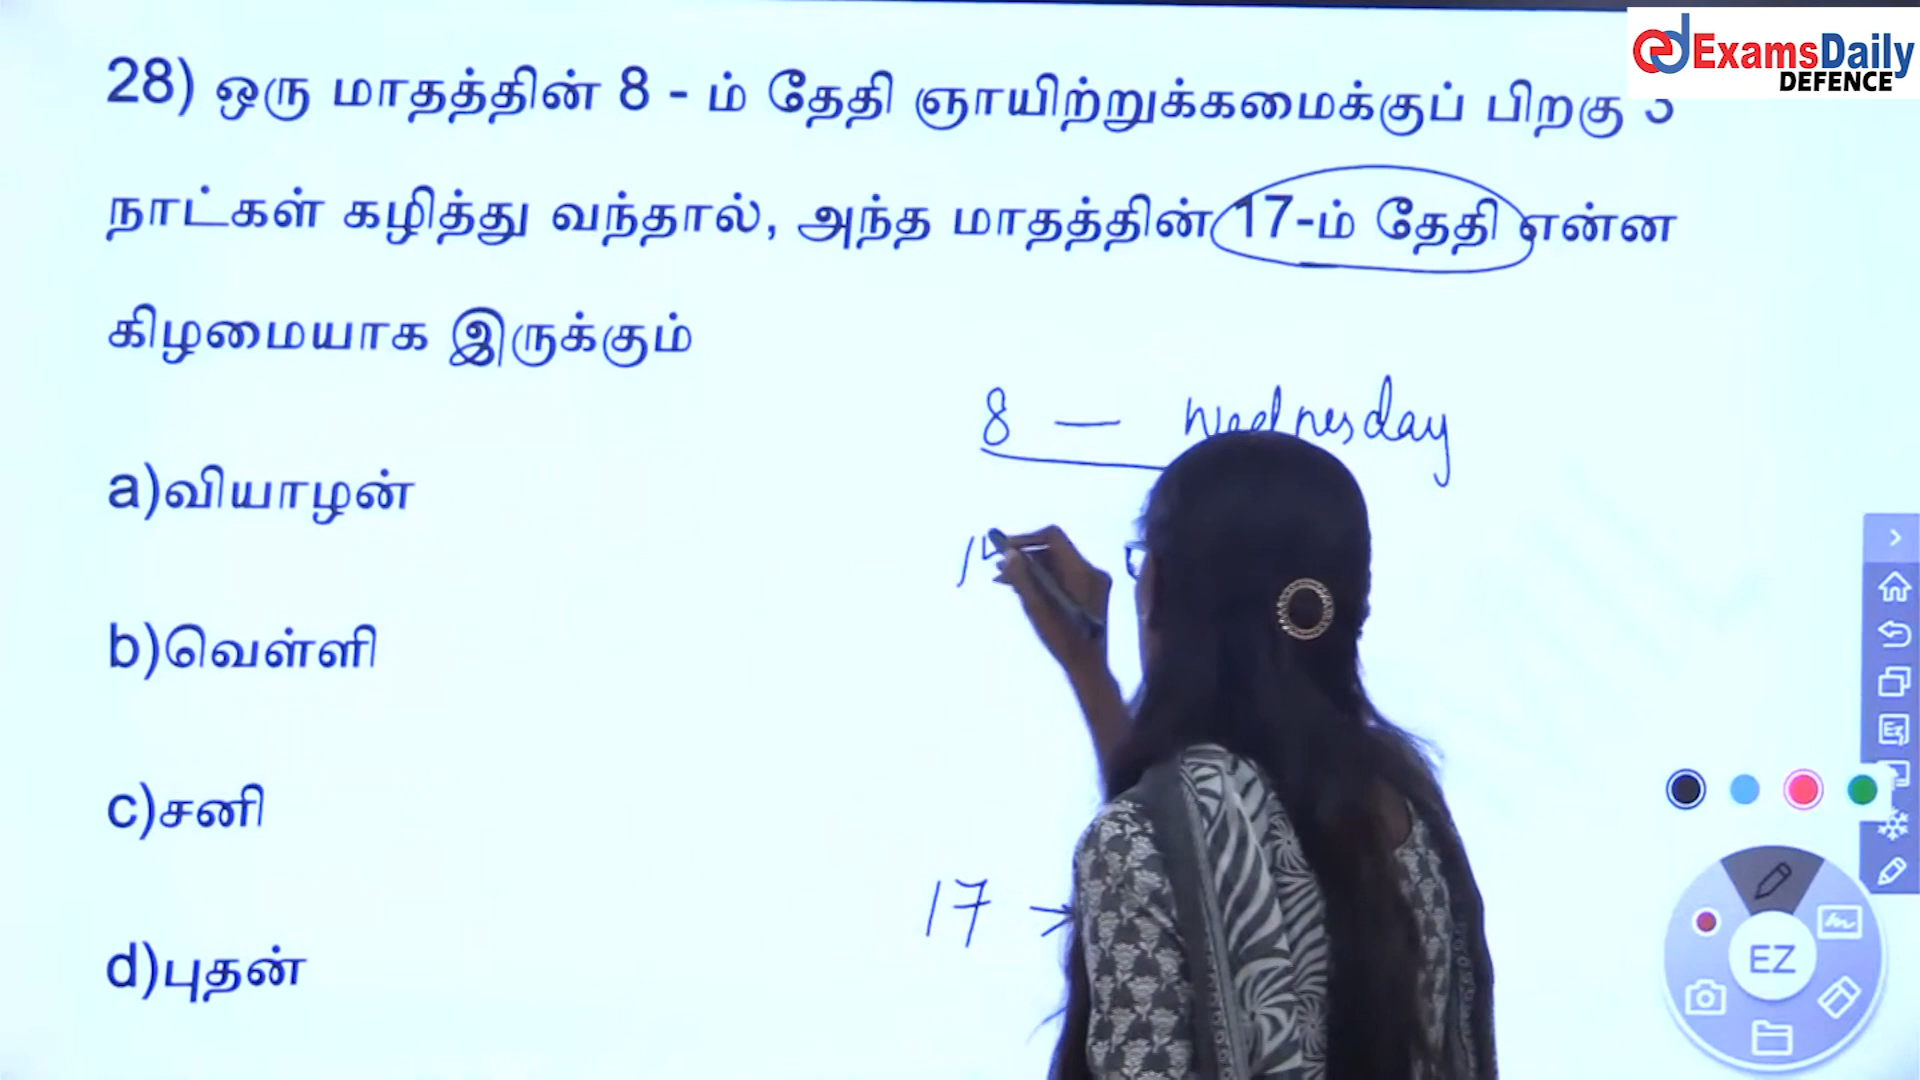 ExamsDaily
DEFENCE
28) ஒரு மாதத்தின் 8 - ம் தேதி ஞாயிற்றுக்கமைக்குப் பிறகு 3
நாட்கள் கழித்து வந்தால், அந்த மாதத்தின் 17-ம் தேதி என்ன
கிழமையாக இருக்கும்
8 — Wednesday
a)வியாழன்
b)வெள்ளி
c)சனி
17
d)புதன்
EZ